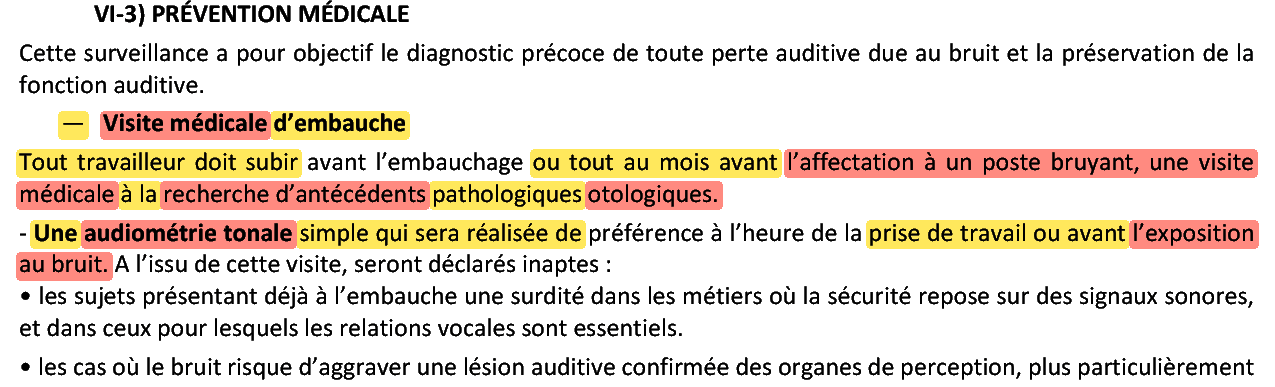 VI-3) PRÉVENTION MÉDICALE
Cette surveillance a pour objectif le diagnostic précoce de toute perte auditive due au bruit et la préservation de la
fonction auditive.
— Visite médicale d’embauche
Tout travailleur doit subir avant l’embauchage ou tout au mois avant l’affectation à un poste bruyant, une visite
médicale à la recherche d’antécédents pathologiques otologiques.
- Une audiométrie tonale simple qui sera réalisée de préférence à l’heure de la prise de travail ou avant l’exposition
au bruit. A l’issu de cette visite, seront déclarés inaptes :
• les sujets présentant déjà à l’embauche une surdité dans les métiers où la sécurité repose sur des signaux sonores,
et dans ceux pour lesquels les relations vocales sont essentiels.
• les cas où le bruit risque d’aggraver une lésion auditive confirmée des organes de perception, plus particulièrement